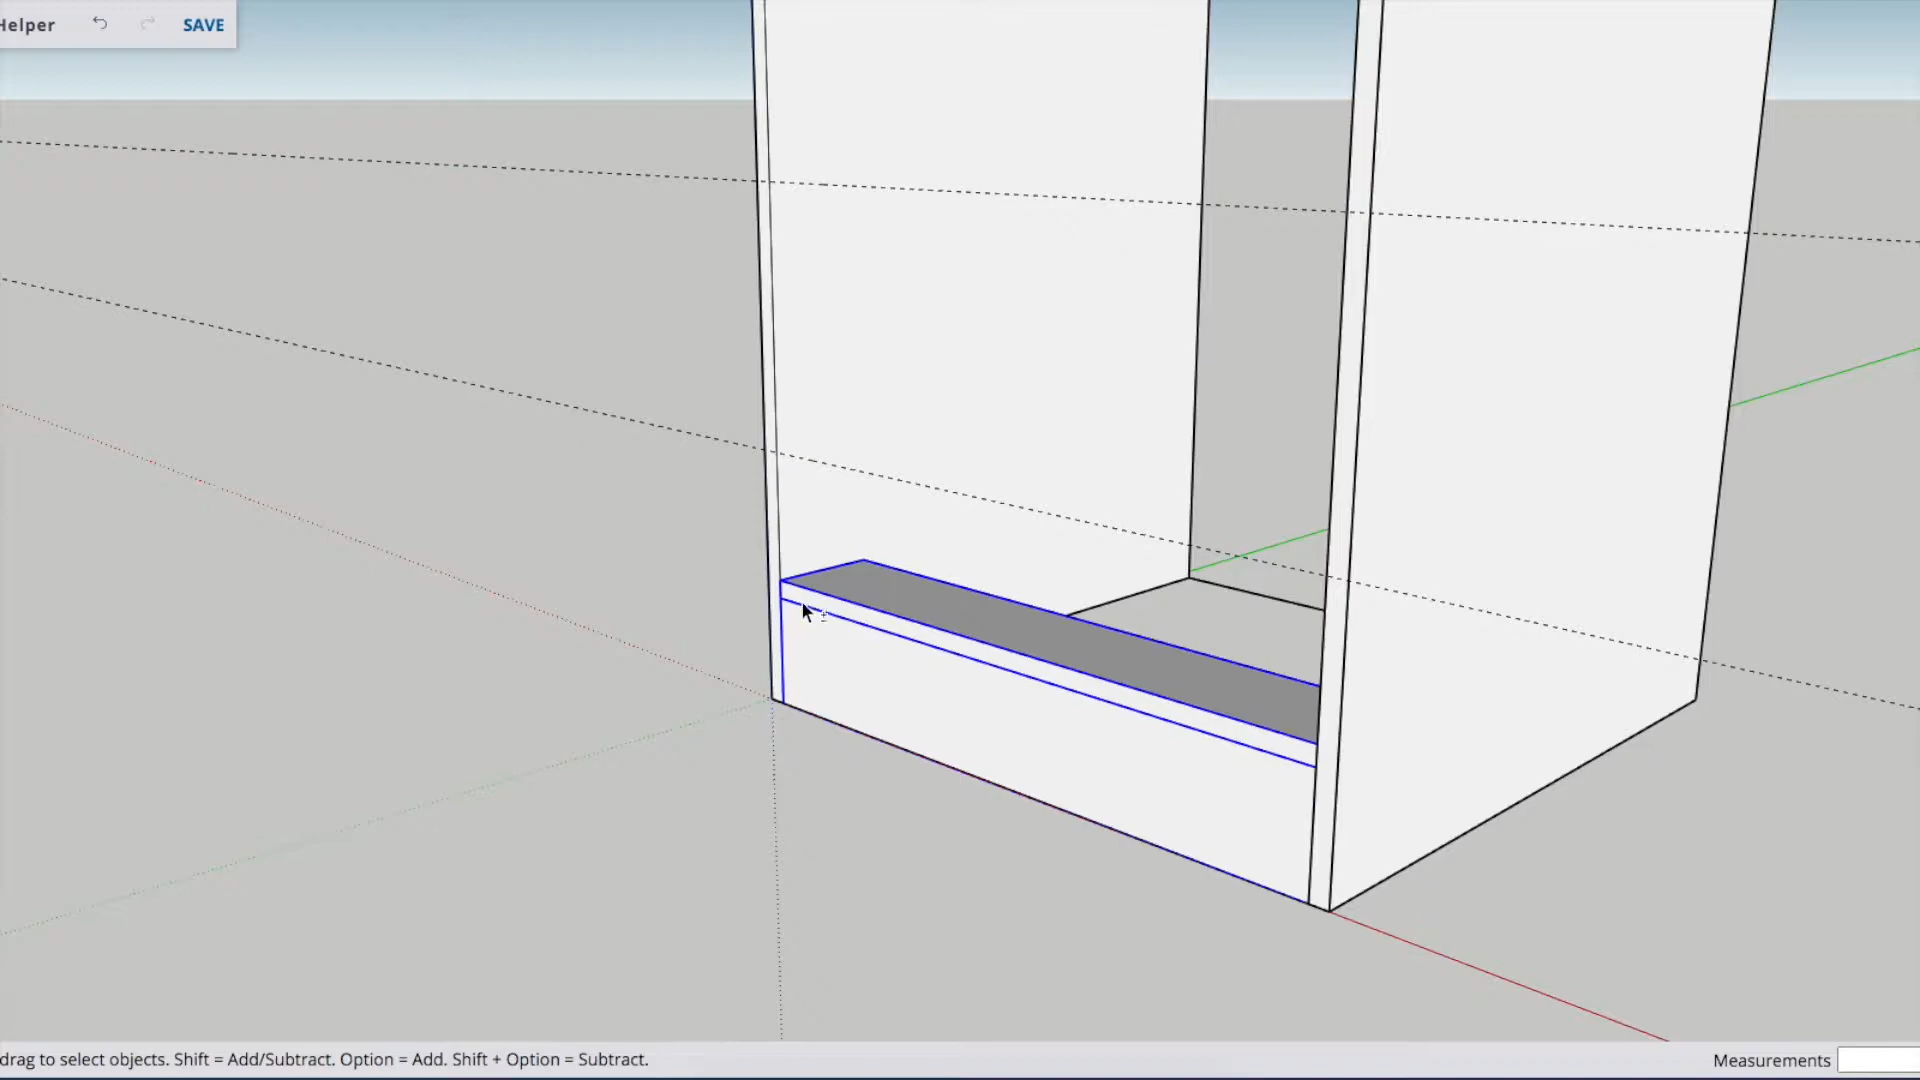 Helper SAVE
drag to select objects. Shift = Add/Subtract. Option = Add. Shift + Option = Subtract.
Measurements